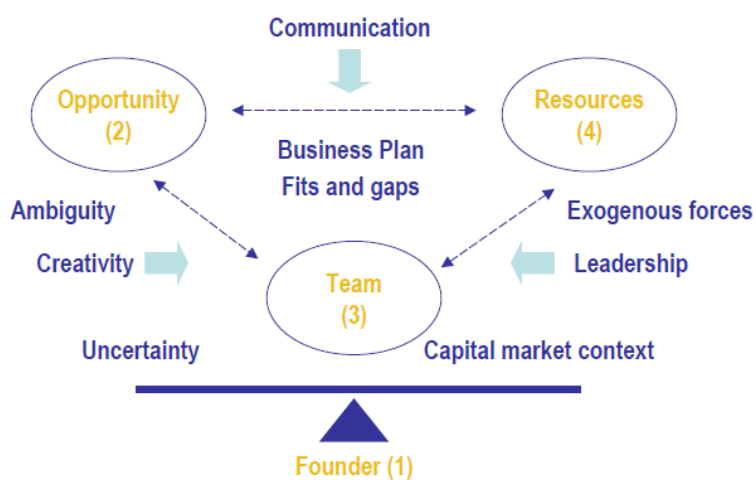 Communication
Opportunity
(2)
Resources
(4)
Business Plan
Fits and gaps
Ambiguity
Exogenous forces
Creativity
Leadership
Team
(3)
Uncertainty
Capital market context
Founder (1)